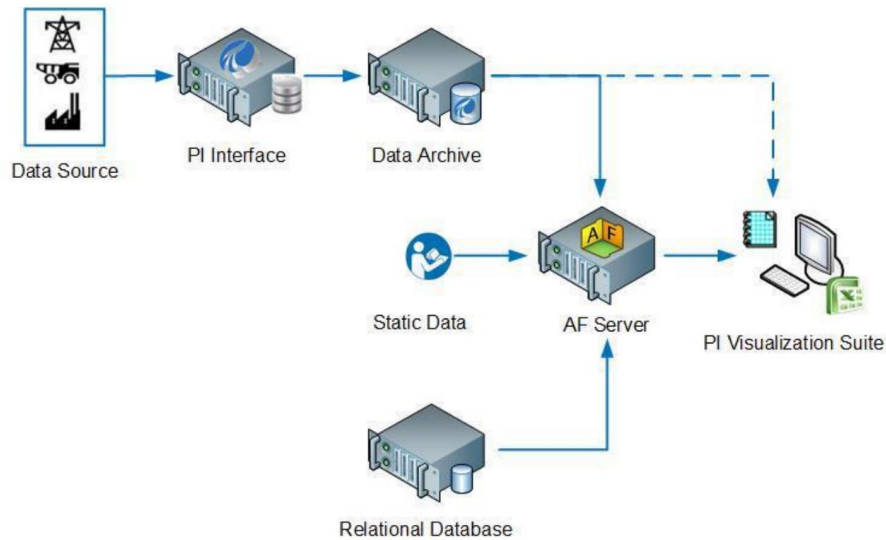 Data Source
PI Interface
Data Archive
Static Data
A F
AF Server
PI Visualization Suite
Relational Database